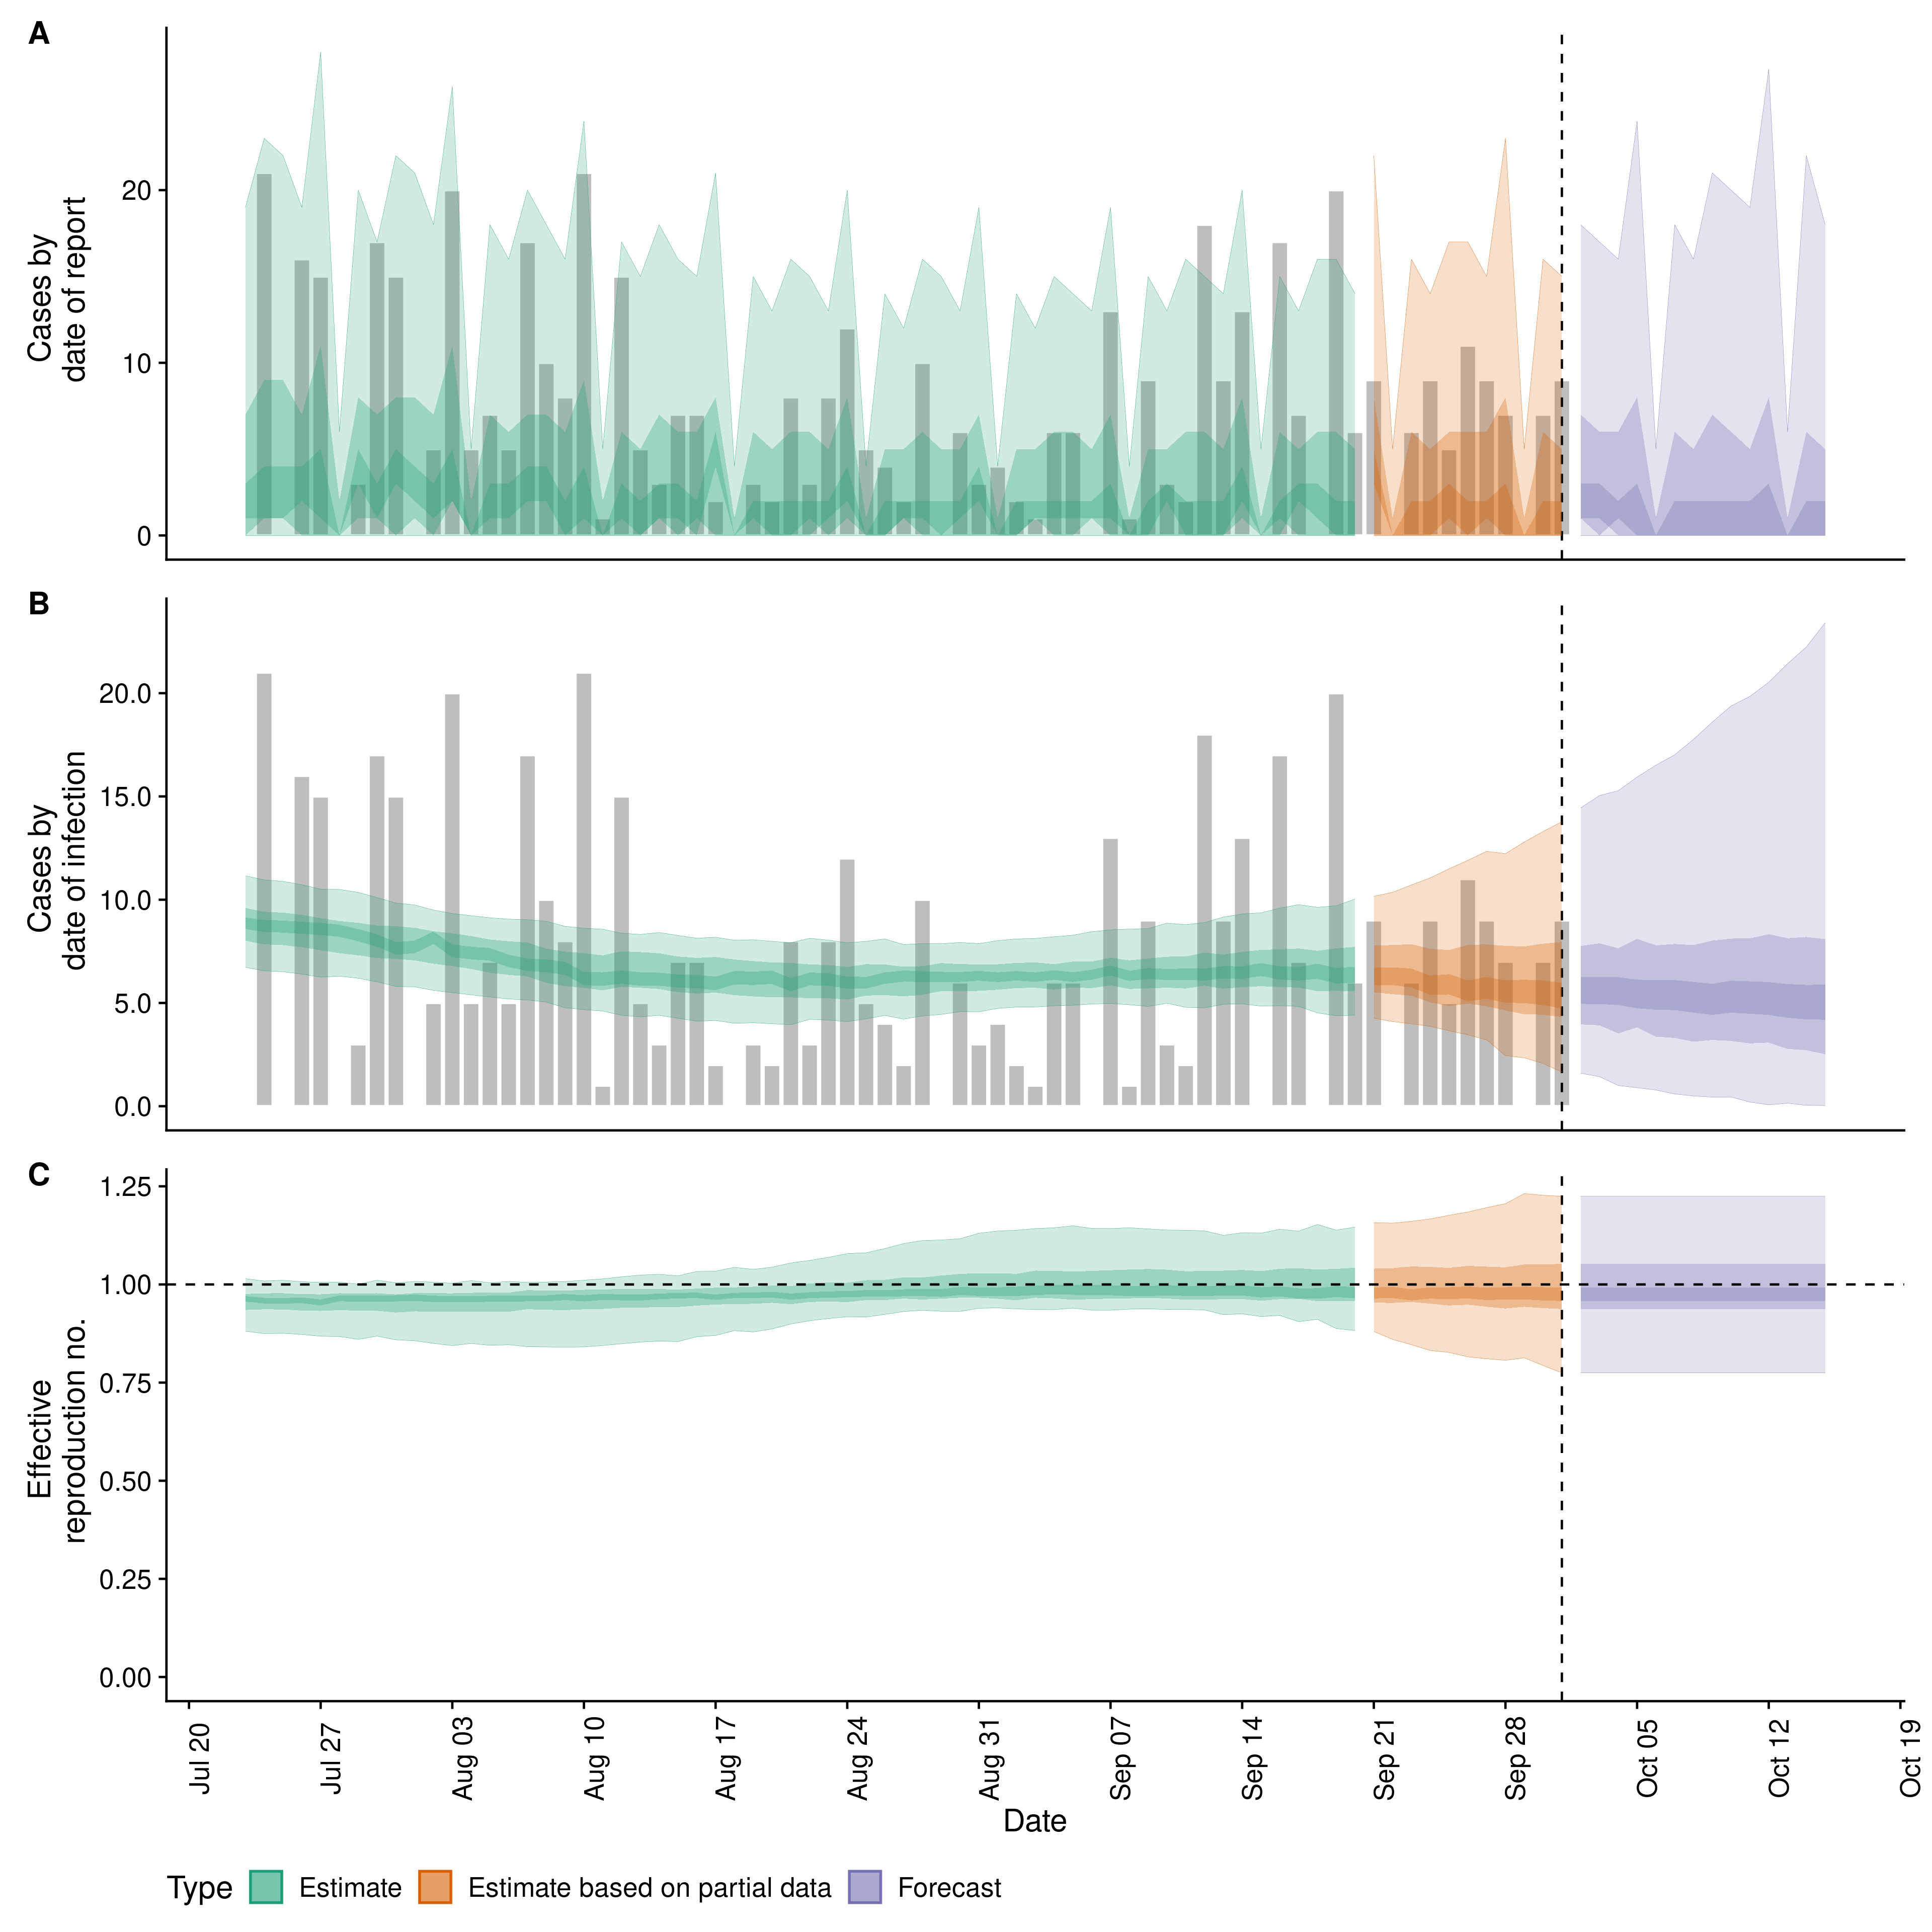 A
Cases by
date of report
20
10
0
B
Cases by
date of infection
20.0
15.0
10.0
5.0
0.0
C
Effective
reproduction no.
1.25
1.00
0.75
0.50
0.25
0.00
Jul 20
Jul 27
Aug 03
Aug 10
Aug 17
Aug 24
Aug 31
Sep 07
Sep 14
Sep 21
Sep 28
Oct 05
Oct 12
Oct 19
Date
Type Estimate Estimate based on partial data Forecast